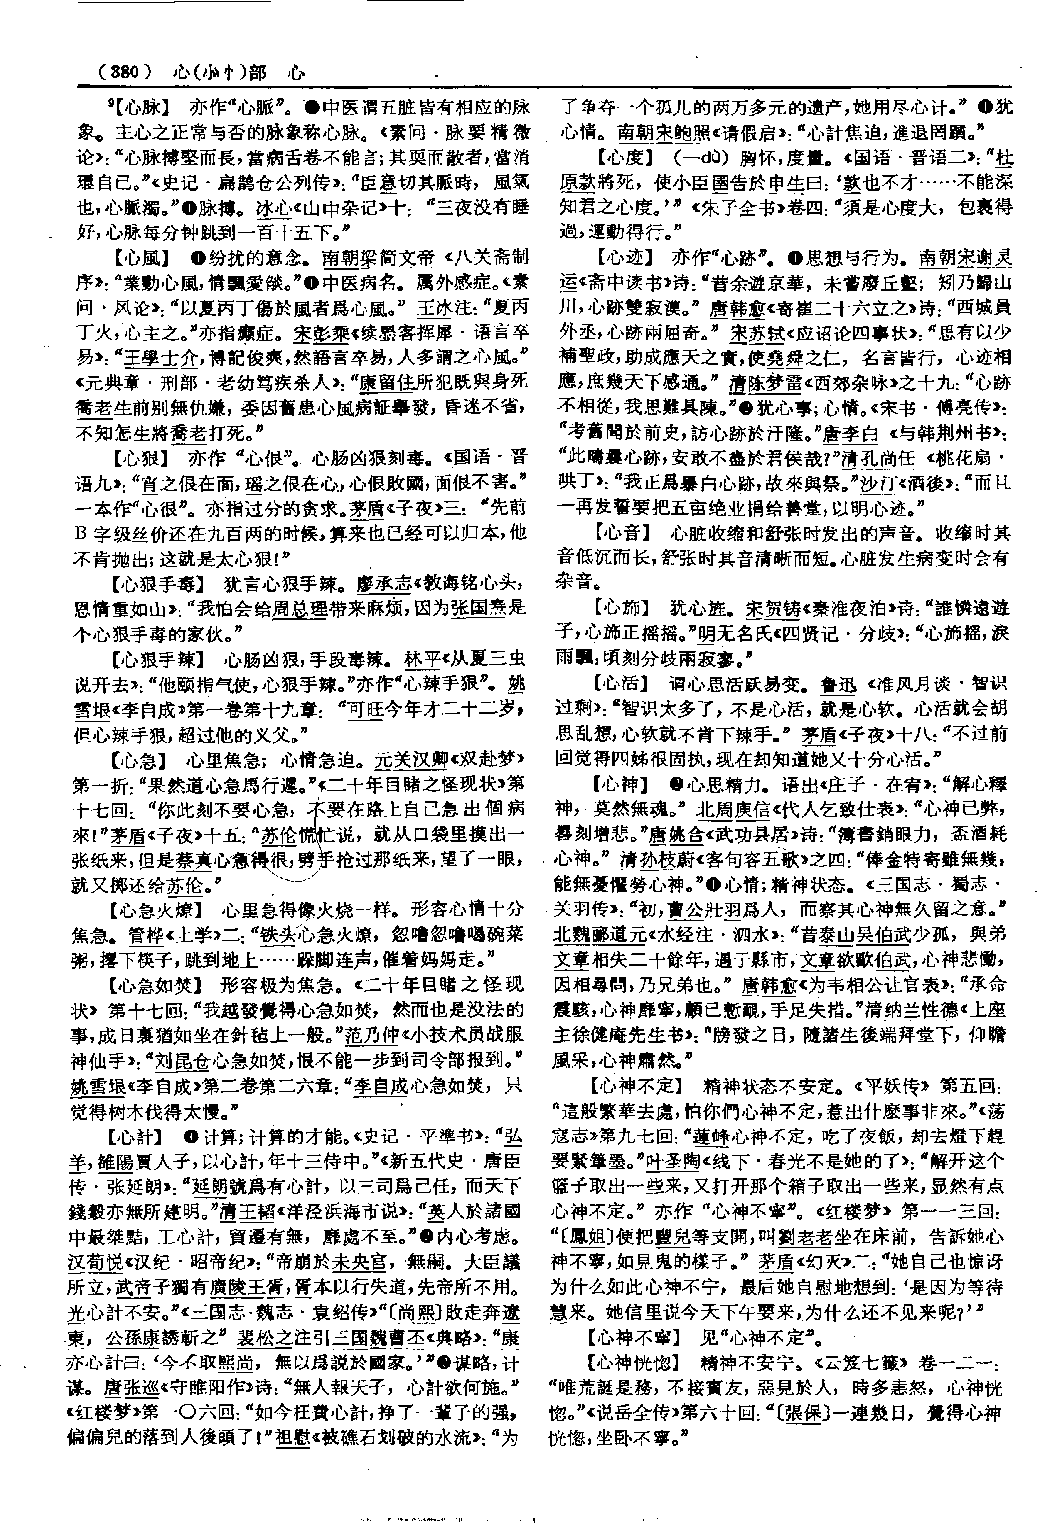 （380） 心(㣺忄)部 心
⁹【心脉】 亦作“心脈”。❶中医谓五脏皆有相应的脉
象。主心之正常与否的脉象称心脉。《素问·脉要精微
论》：“心脉搏堅而長，當病舌卷不能言；其耎而散者，當消
環自己。”《史记·扁鹊仓公列传》：“臣意切其脈時，風氣
也，心脈濁。”❷脉搏。冰心《山中杂记》十：“三夜没有睡
好，心脉每分钟跳到一百十五下。”
【心風】 ❶纷扰的意念。南朝梁简文帝《八关斋制
序》：“業動心風，情飄愛燄。”❷中医病名。属外感症。《素
问·风论》：“以夏丙丁傷於風者爲心風。”王冰注：“夏丙
丁火，心主之。”亦指癫症。宋彭乘《续墨客挥犀·语言卒
易》：“王學士介，博記俊爽，然語言卒易，人多謂之心風。”
《元典章·刑部·老幼笃疾杀人》：“康留住所犯既與身死
喬老生前别無仇嫌，委因舊患心風病証舉發，昏迷不省，
不知怎生將喬老打死。”
【心狠】 亦作“心佷”。心肠凶狠刻毒。《国语·晋
语九》：“宵之佷在面，瑶之佷在心，心佷敗國，面佷不害。”
一本作“心很”。亦指过分的贪求。茅盾《子夜》三：“先前
B字级丝价还在九百两的时候，算来也已经可以归本，他
不肯抛出；这就是太心狠！”
【心狠手毒】 犹言心狠手辣。廖承志《教诲铭心头，
恩情重如山》：“我怕会给周总理带来麻烦，因为张国焘是
个心狠手毒的家伙。”
【心狠手辣】 心肠凶狠，手段毒辣。林平《从夏三虫
说开去》：“他颐指气使，心狠手辣。”亦作“心辣手狠”。姚
雪垠《李自成》第一卷第十九章：“可旺今年才二十二岁，
但心辣手狠，超过他的义父。”
【心急】 心里焦急；心情急迫。元关汉卿《双赴梦》
第一折：“果然道心急馬行遲。”《二十年目睹之怪现状》第
十七回：“你此刻不要心急，不要在路上自己急出個病
來！”茅盾《子夜》十五：“苏伦慌忙说，就从口袋里摸出一
张纸来，但是蔡真心急得很，劈手抢过那纸来，望了一眼，
就又掷还给苏伦。”
【心急火燎】 心里急得像火烧一样。形容心情十分
焦急。管桦《上学》二：“铁头心急火燎，忽噜忽噜喝碗菜
粥，撂下筷子，跳到地上……跺脚连声，催着妈妈走。”
【心急如焚】 形容极为焦急。《二十年目睹之怪现
状》第十七回：“我越發覺得心急如焚，然而也是没法的
事，成日裏猶如坐在針毡上一般。”范乃仲《小技术员战服
神仙手》：“刘昆仓心急如焚，恨不能一步到司令部报到。”
姚雪垠《李自成》第二卷第二六章：“李自成心急如焚，只
觉得树木伐得太慢。”
【心計】 ❶计算；计算的才能。《史记·平準书》：“弘
羊，雒陽賈人子，以心計，年十三侍中。”《新五代史·唐臣
传·张延朗》：“延朗號爲有心計，以三司爲己任，而天下
錢穀亦無所建明。”清王韬《洋泾浜海市说》：“英人於諸國
中最桀黠，工心計，貿遷有無，靡處不至。”❷内心考虑。
汉荀悦《汉纪·昭帝纪》：“帝崩於未央官，無嗣。大臣議
所立，武帝子獨有廣陵王胥，胥本以行失道，先帝所不用。
光心計不安。”《三国志·魏志·袁绍传》“〔尚熙〕敗走奔遼
東，公孫康誘斬之”裴松之注引三国魏曹丕《典略》：“康
亦心計曰：‘今不取熙尚，無以爲説於國家。’”❸谋略，计
谋。唐张巡《守睢阳作》诗：“無人報天子，心計欲何施。”
《红楼梦》第一〇六回：“如今枉費心計，挣了一輩子的强，
偏偏兒的落到人後頭了！”祖慰《被礁石划破的水流》：“为
了争夺一个孤儿的两万多元的遗产，她用尽心计。”❹犹
心情。南朝宋鲍照《请假启》：“心計焦迫，進退罔躓。”
【心度】 （一dù）胸怀，度量。《国语·晋语二》：“杜
原款將死，使小臣圉告於申生曰：‘款也不才……不能深
知君之心度。’”《朱子全书》卷四：“須是心度大，包裹得
過，運動得行。”
【心迹】 亦作“心跡”。❶思想与行为。南朝宋谢灵
运《斋中读书》诗：“昔余遊京華，未嘗廢丘壑；矧乃歸山
川，心跡雙寂漠。”唐韩愈《寄崔二十六立之》诗：“西城員
外丞，心跡兩屈奇。”宋苏轼《应诏论四事状》：“思有以少
補聖政，助成應天之實，使堯舜之仁，名言皆行，心迹相
應，庶幾天下感通。”清陈梦雷《西郊杂咏》之十九：“心跡
不相從，我思難具陳。”❷犹心事；心情。《宋书·傅亮传》：
“考舊聞於前史，訪心跡於汙隆。”唐李白《与韩荆州书》：
“此疇曩心跡，安敢不盡於君侯哉？”清孔尚任《桃花扇·
哄丁》：“我正爲暴白心跡，故來與祭。”沙汀《酒後》：“而且
一再发誓要把五亩绝业捐给善堂，以明心迹。”
【心音】 心脏收缩和舒张时发出的声音。收缩时其
音低沉而长，舒张时其音清晰而短。心脏发生病变时会有
杂音。
【心斾】 犹心旌。宋贺铸《秦淮夜泊》诗：“誰憐遠遊
子，心斾正摇摇。”明无名氏《四贤记·分歧》：“心斾摇，淚
雨飄；頃刻分歧兩寂寥。”
【心活】 谓心思活跃易变。鲁迅《准风月谈·智识
过剩》：“智识太多了，不是心活，就是心软。心活就会胡
思乱想，心软就不肯下辣手。”茅盾《子夜》十八：“不过前
回觉得四姊很固执，现在却知道她又十分心活。”
【心神】 ❶心思精力。语出《庄子·在宥》：“解心釋
神，莫然無魂。”北周庾信《代人乞致仕表》：“心神已弊，
晷刻增悲。”唐姚合《武功县居》诗：“簿書銷眼力，盃酒耗
心神。”清孙枝蔚《客句容五歌》之四：“俸金特寄雖無幾，
能無憂懼勞心神。”❷心情；精神状态。《三国志·蜀志·
关羽传》：“初，曹公壯羽爲人，而察其心神無久留之意。”
北魏郦道元《水经注·泗水》：“昔泰山吴伯武少孤，與弟
文章相失二十餘年，遇于縣市，文章欲歐伯武，心神悲慟，
因相尋問，乃兄弟也。”唐韩愈《为韦相公让官表》：“承命
震駭，心神靡寧，顧已慙覥，手足失措。”清纳兰性德《上座
主徐健庵先生书》：“牓發之日，隨諸生後端拜堂下，仰瞻
風采，心神肅然。”
【心神不定】 精神状态不安定。《平妖传》第五回：
“這般繁華去處，怕你們心神不定，惹出什麽事非來。”《荡
寇志》第九七回：“蓮峰心神不定，吃了夜飯，却去燈下趕
要緊筆墨。”叶圣陶《线下·春光不是她的了》：“解开这个
篮子取出一些来，又打开那个箱子取出一些来，显然有点
心神不定。”亦作“心神不寧”。《红楼梦》第一一三回：
“〔鳳姐〕便把豐兒等支開，叫劉老老坐在床前，告訴她心
神不寧，如見鬼的樣子。”茅盾《幻灭》二：“她自己也惊讶
为什么如此心神不宁，最后她自慰地想到：‘是因为等待
慧来。她信里说今天下午要来，为什么还不见来呢？’”
【心神不寧】 见“心神不定”。
【心神恍惚】 精神不安宁。《云笈七籤》卷一二一：
“唯荒誕是務，不接賓友，惡見於人，時多恚怒，心神恍
惚。”《说岳全传》第六十回：“〔張保〕一連幾日，覺得心神
恍惚，坐卧不寧。”